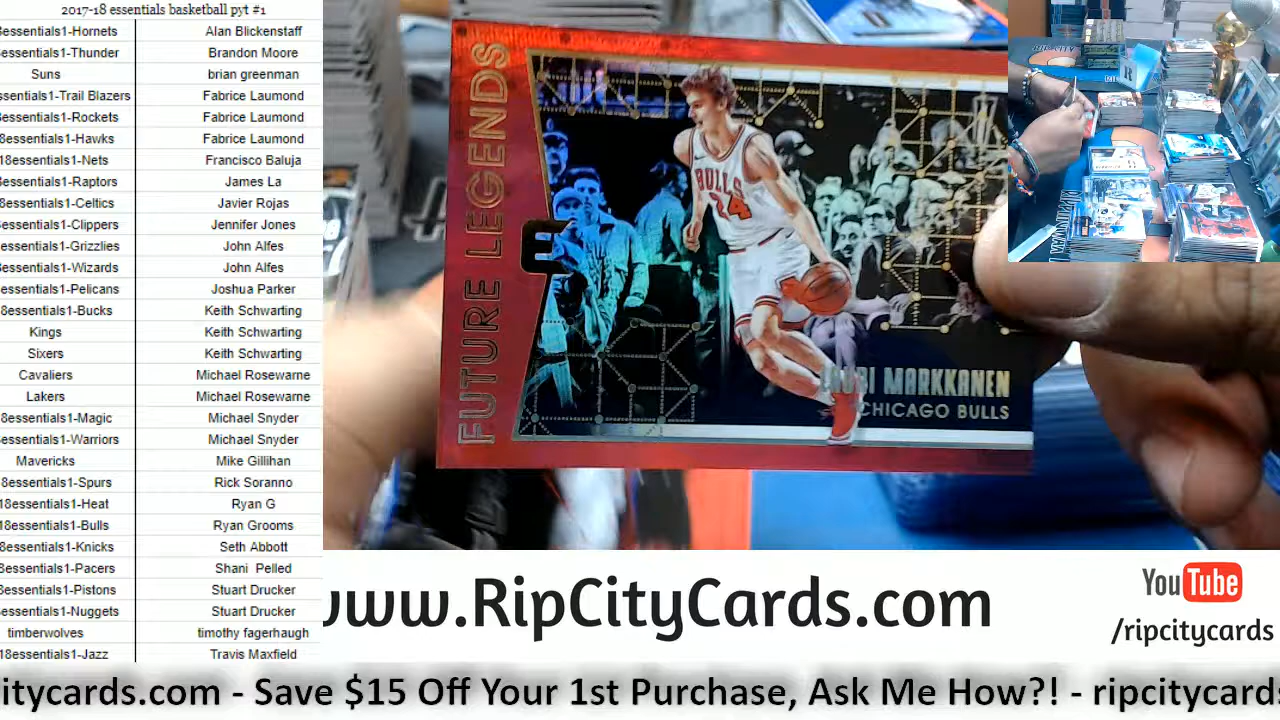 2017-18 essentials basketball pyt #1
8essentials1-Hornets Alan Blickenstaff
8essentials1-Thunder Brandon Moore
Suns brian greenman
ssentials1-Trail Blazers Fabrice Laumond
essentials1-Rockets Fabrice Laumond
8essentials1-Hawks Fabrice Laumond
18essentials1-Nets Francisco Baluja
8essentials1-Raptors James La
8essentials1-Celtics Javier Rojas
essentials1-Clippers Jennifer Jones
essentials1-Grizzlies John Alfes
essentials1-Wizards John Alfes
essentials1-Pelicans Joshua Parker
8essentials1-Bucks Keith Schwarting
Kings Keith Schwarting
Sixers Keith Schwarting
Cavaliers Michael Rosewarne
Lakers Michael Rosewarne
8essentials1-Magic Michael Snyder
essentials1-Warriors Michael Snyder
Mavericks Mike Gillihan
8essentials1-Spurs Rick Soranno
18essentials1-Heat Ryan G
18essentials1-Bulls Ryan Grooms
8essentials1-Knicks Seth Abbott
8essentials1-Pacers Shani Pelled
8essentials1-Pistons Stuart Drucker
essentials1-Nuggets Stuart Drucker
timberwolves timothy fagerhaugh
18essentials1-Jazz Travis Maxfield
FUTURE LEGENDS
E
BULLS
24
MARKKANEN
CHICAGO BULLS
www.RipCityCards.com
YouTube
/ripcitycards
citycards.com - Save $15 Off Your 1st Purchase, Ask Me How?! - ripcitycards